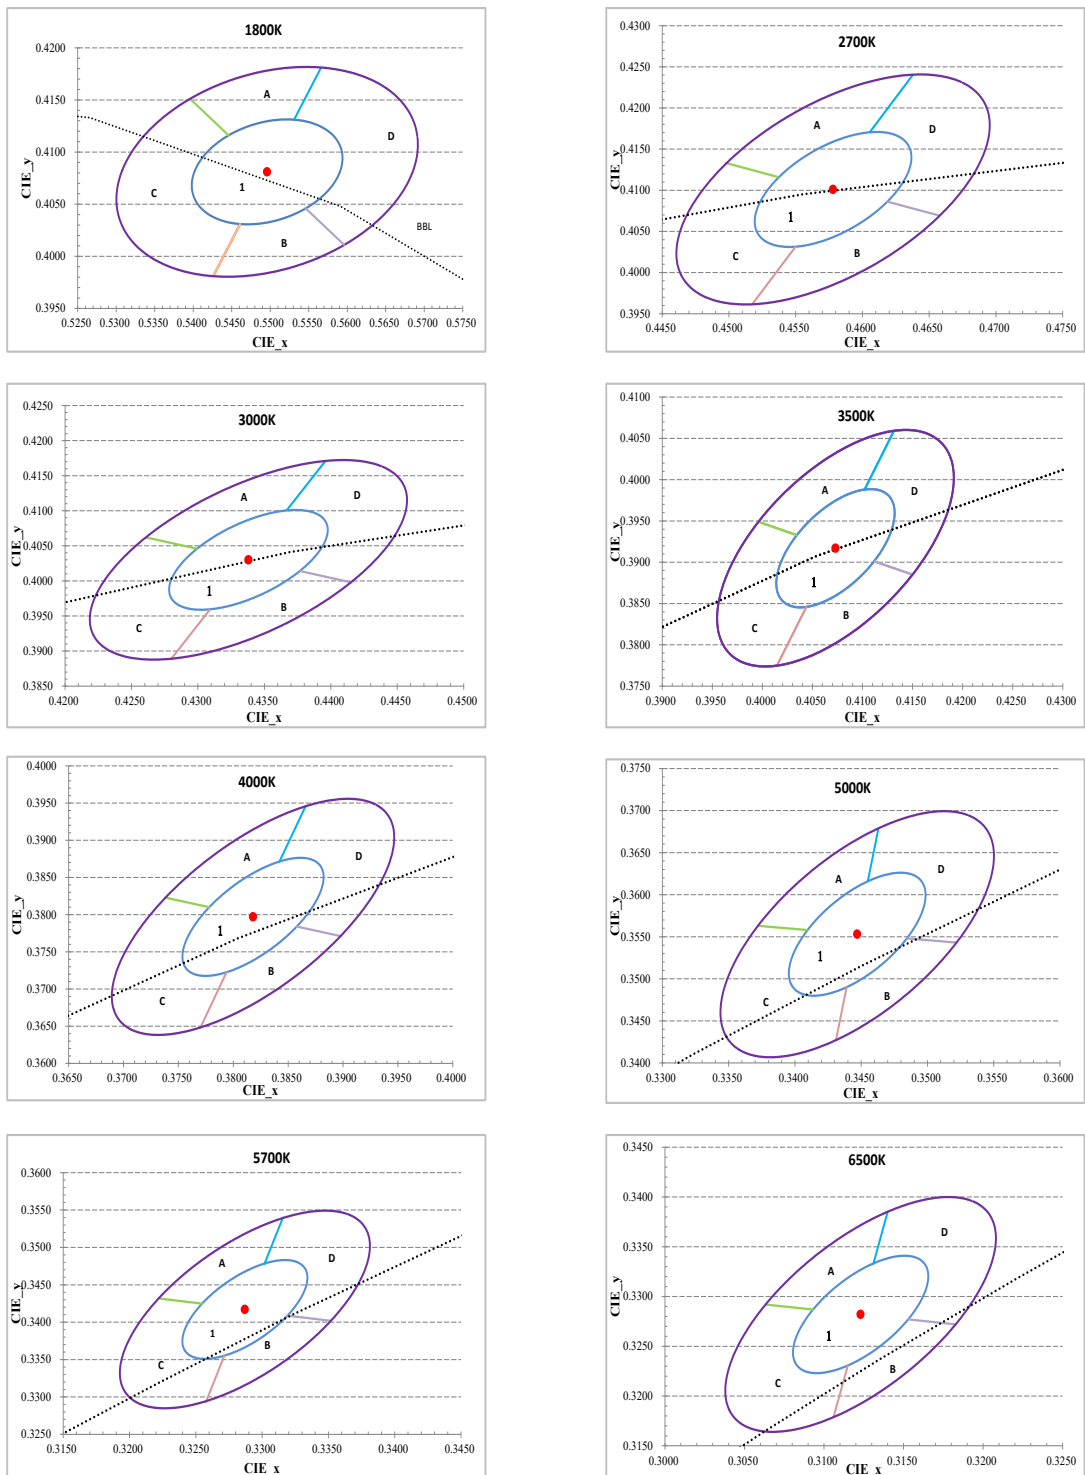 1800K
0.4200
0.4150
0.4100
0.4050
0.4000
0.3950
CIE_y
A
D
C
1
B
BBL
0.5250 0.5300 0.5350 0.5400 0.5450 0.5500 0.5550 0.5600 0.5650 0.5700 0.5750
CIE_x
2700K
0.4300
0.4250
0.4200
0.4150
0.4100
0.4050
0.4000
0.3950
CIE_y
A
D
1
C
B
0.4450 0.4500 0.4550 0.4600 0.4650 0.4700 0.4750
CIE_x
3000K
0.4250
0.4200
0.4150
0.4100
0.4050
0.4000
0.3950
0.3900
0.3850
CIE_y
A
D
1
B
C
0.4200 0.4250 0.4300 0.4350 0.4400 0.4450 0.4500
CIE_x
3500K
0.4100
0.4050
0.4000
0.3950
0.3900
0.3850
0.3800
0.3750
CIE_y
A
D
1
B
C
0.3900 0.3950 0.4000 0.4050 0.4100 0.4150 0.4200 0.4250 0.4300
CIE_x
4000K
0.4000
0.3950
0.3900
0.3850
0.3800
0.3750
0.3700
0.3650
0.3600
CIE_y
A
D
1
B
C
0.3650 0.3700 0.3750 0.3800 0.3850 0.3900 0.3950 0.4000
CIE_x
5000K
0.3750
0.3700
0.3650
0.3600
0.3550
0.3500
0.3450
0.3400
CIE_y
D
A
1
B
C
0.3300 0.3350 0.3400 0.3450 0.3500 0.3550 0.3600
CIE_x
5700K
0.3600
0.3550
0.3500
0.3450
0.3400
0.3350
0.3300
0.3250
CIE_y
D
A
1
B
C
0.3150 0.3200 0.3250 0.3300 0.3350 0.3400 0.3450
CIE_x
6500K
0.3450
0.3400
0.3350
0.3300
0.3250
0.3200
0.3150
CIE_y
D
A
1
B
C
0.3000 0.3050 0.3100 0.3150 0.3200 0.3250
CIE_x